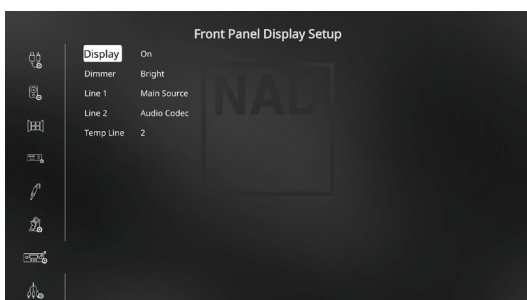 Front Panel Display Setup
Display On
Dimmer Bright
Line 1 Main Source
Line 2 Audio Codec
Temp Line 2
NAD